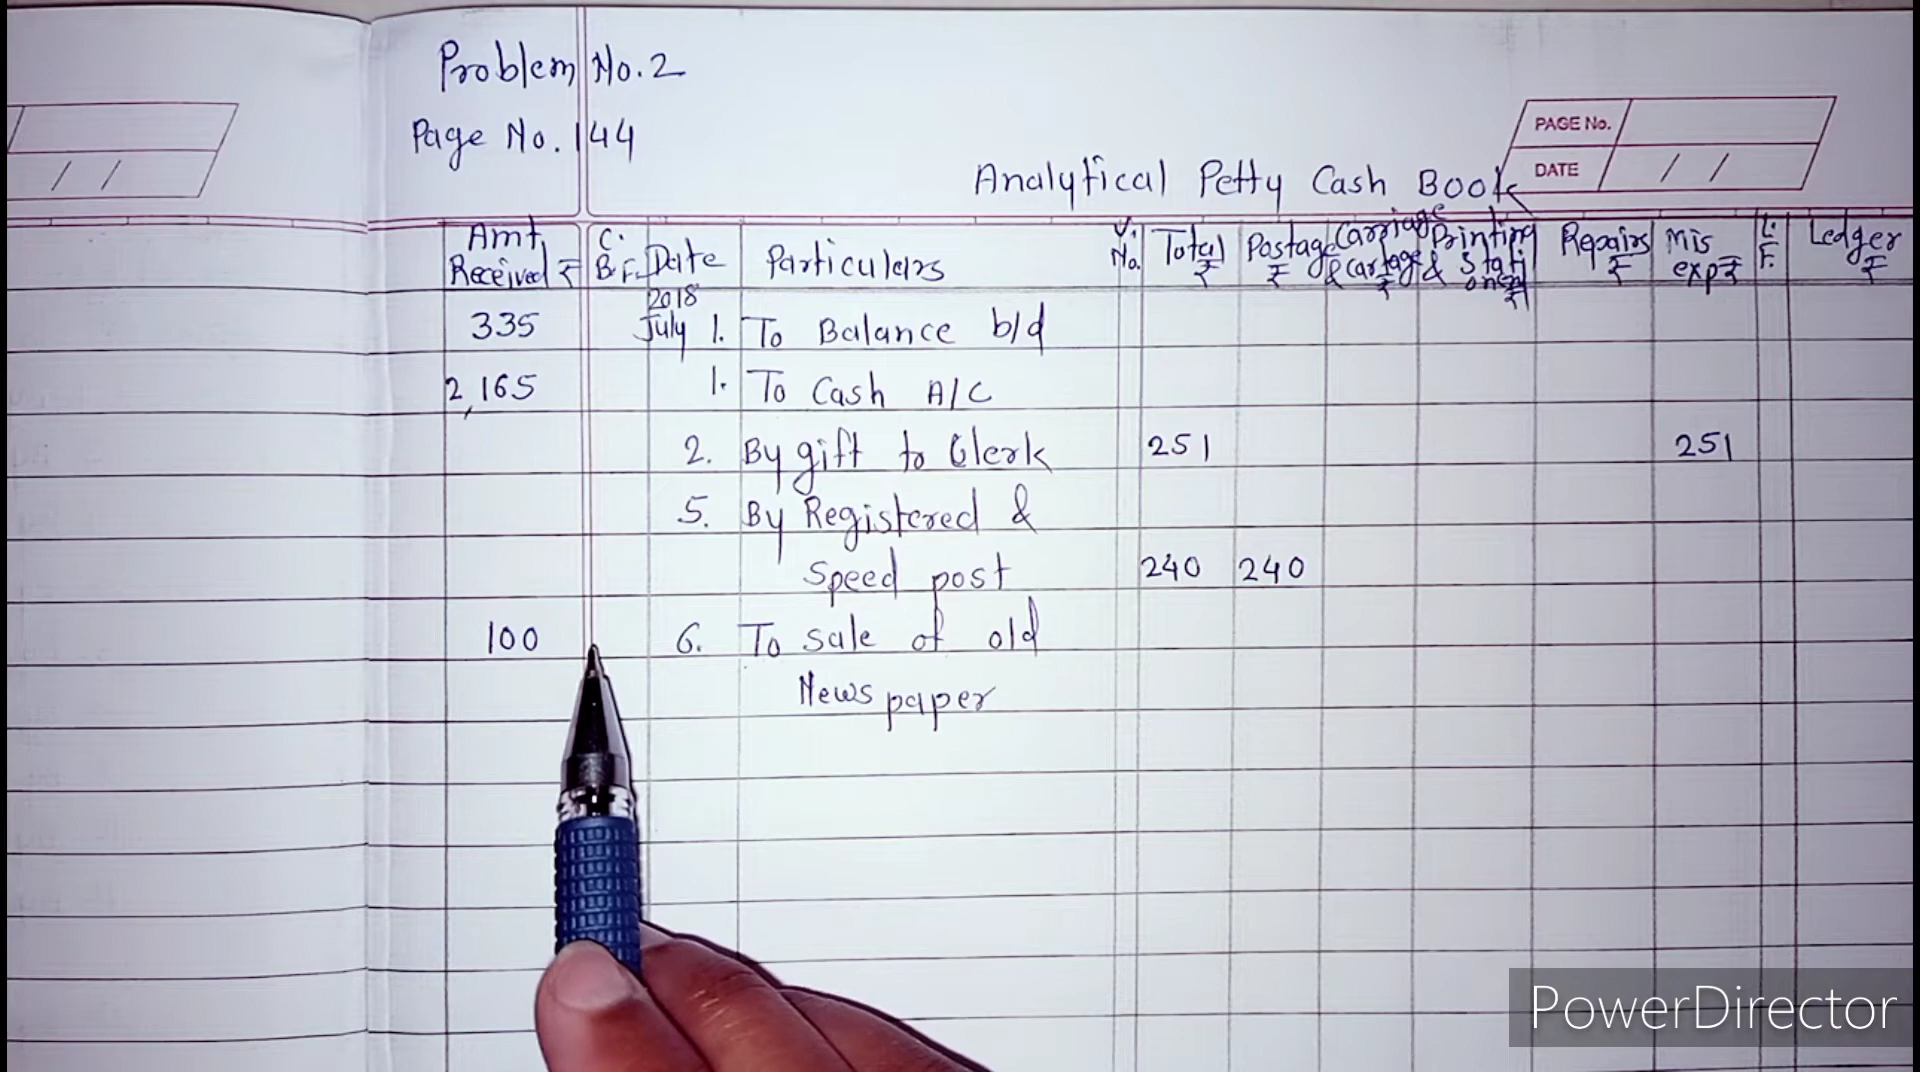 Problem No. 2
Page No. 144
PAGE No.
DATE / /
/ /
Analytical Petty Cash Book
Amt Received ₹ C.B.F. Date Particulars V. No. Total ₹ Postage ₹ Carriage & Cartage ₹ Printing & Stationery ₹ Repairs ₹ Mis exp ₹ L.F. Ledger ₹
2018
335 July 1. To Balance b/d
2,165 1. To Cash A/C
2. By gift to Clerk 251 251
5. By Registered &
Speed post 240 240
100 6. To sale of old
News paper
PowerDirector